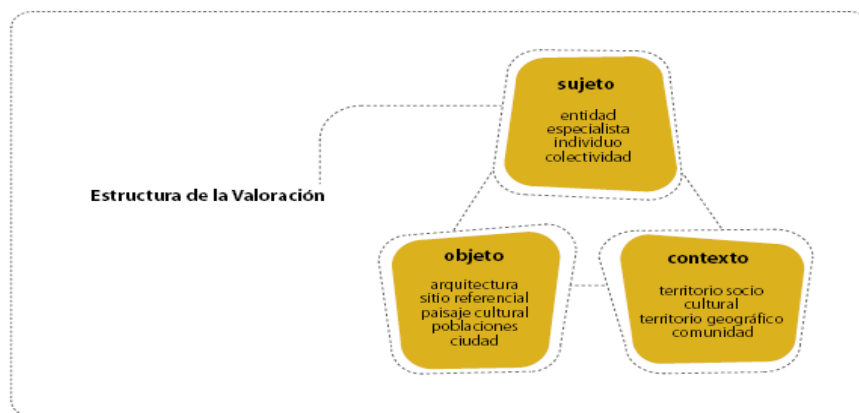 Estructura de la Valoración
sujeto
entidad
especialista
individuo
colectividad
objeto
arquitectura
sitio referencial
paisaje cultural
poblaciones
ciudad
contexto
territorio socio
cultural
territorio geográfico
comunidad